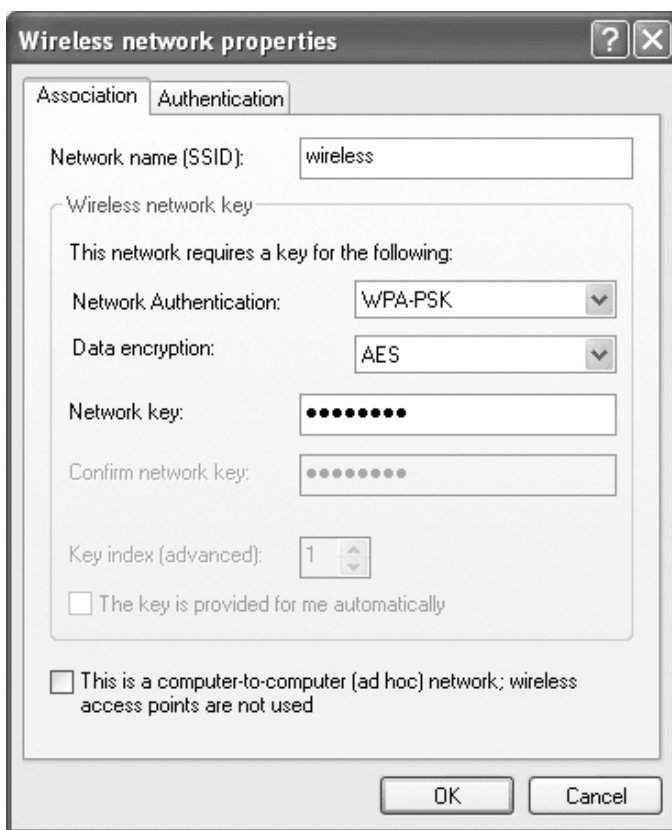 Wireless network properties
Association Authentication
Network name (SSID): wireless
Wireless network key
This network requires a key for the following:
Network Authentication: WPA-PSK
Data encryption: AES
Network key: ••••••••
Confirm network key: ••••••••
Key index (advanced): 1
The key is provided for me automatically
This is a computer-to-computer (ad hoc) network; wireless
access points are not used
OK Cancel